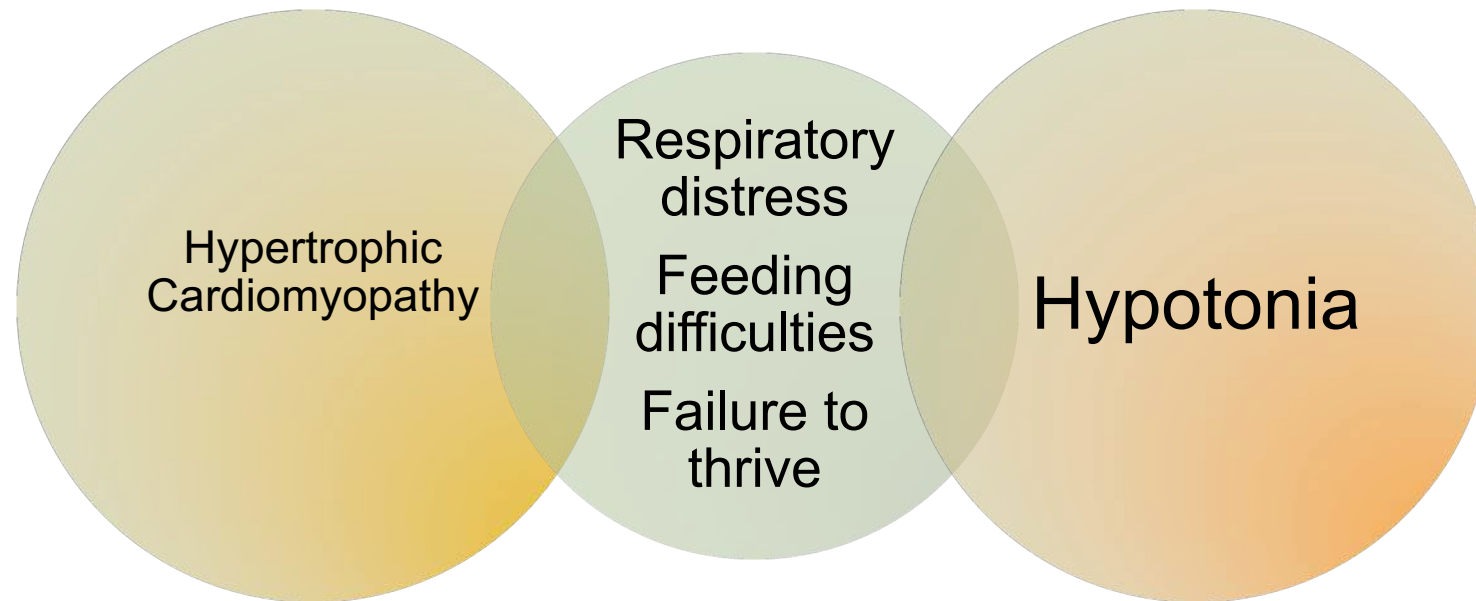 Hypertrophic
Cardiomyopathy
Respiratory
distress
Feeding
difficulties
Failure to
thrive
Hypotonia